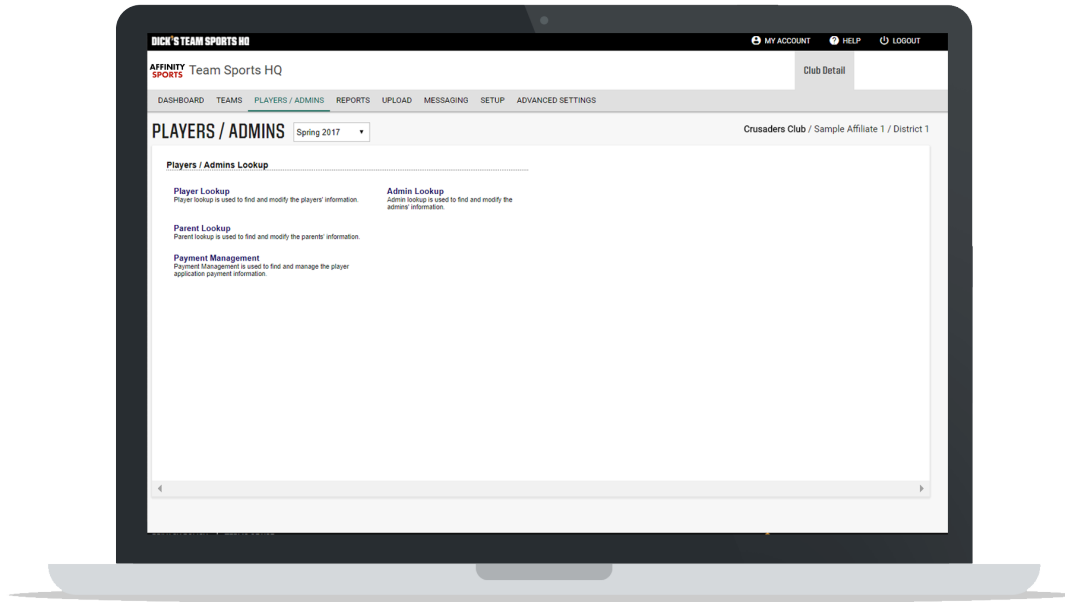 DICK'S TEAM SPORTS HQ
MY ACCOUNT
HELP
LOGOUT
AFFINITY
SPORTS
Team Sports HQ
Club Detail
DASHBOARD TEAMS PLAYERS / ADMINS REPORTS UPLOAD MESSAGING SETUP ADVANCED SETTINGS
PLAYERS / ADMINS
Spring 2017
Crusaders Club / Sample Affiliate 1 / District 1
Players / Admins Lookup
Player Lookup
Player lookup is used to find and modify the players' information.
Admin Lookup
Admin lookup is used to find and modify the
admins' information.
Parent Lookup
Parent lookup is used to find and modify the parents' information.
Payment Management
Payment Management is used to find and manage the player
application payment information.